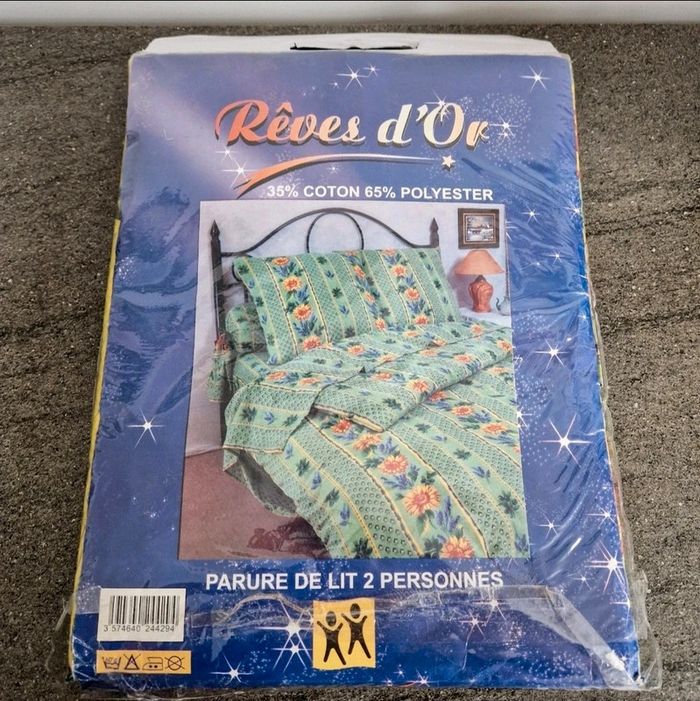 Rêves d'Or
35% COTON 65% POLYESTER
PARURE DE LIT 2 PERSONNES
3 574640 244294